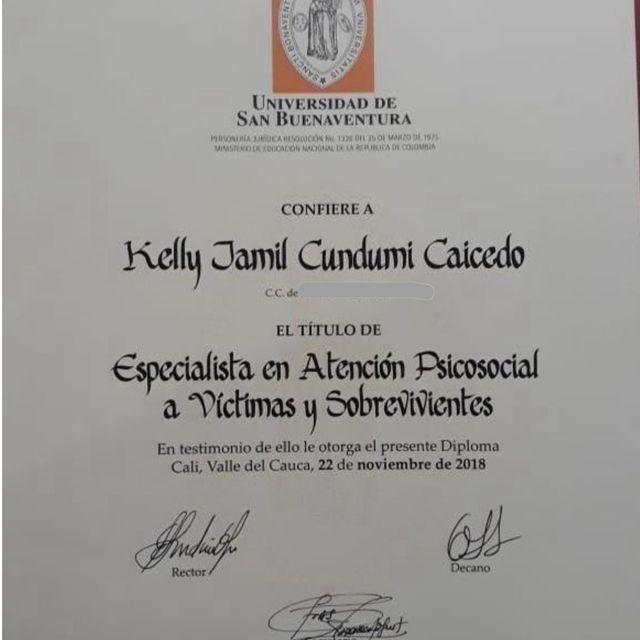 UNIVERSIDAD DE
SAN BUENAVENTURA
PERSONERÍA JURÍDICA RESOLUCIÓN No. 1326 DEL 25 DE MARZO DE 1975
MINISTERIO DE EDUCACIÓN NACIONAL DE LA REPÚBLICA DE COLOMBIA
CONFIERE A
Kelly Jamil Cundumi Caicedo
C.C. de
EL TÍTULO DE
Especialista en Atención Psicosocial
a Víctimas y Sobrevivientes
En testimonio de ello le otorga el presente Diploma
Cali, Valle del Cauca, 22 de noviembre de 2018
Rector
Decano